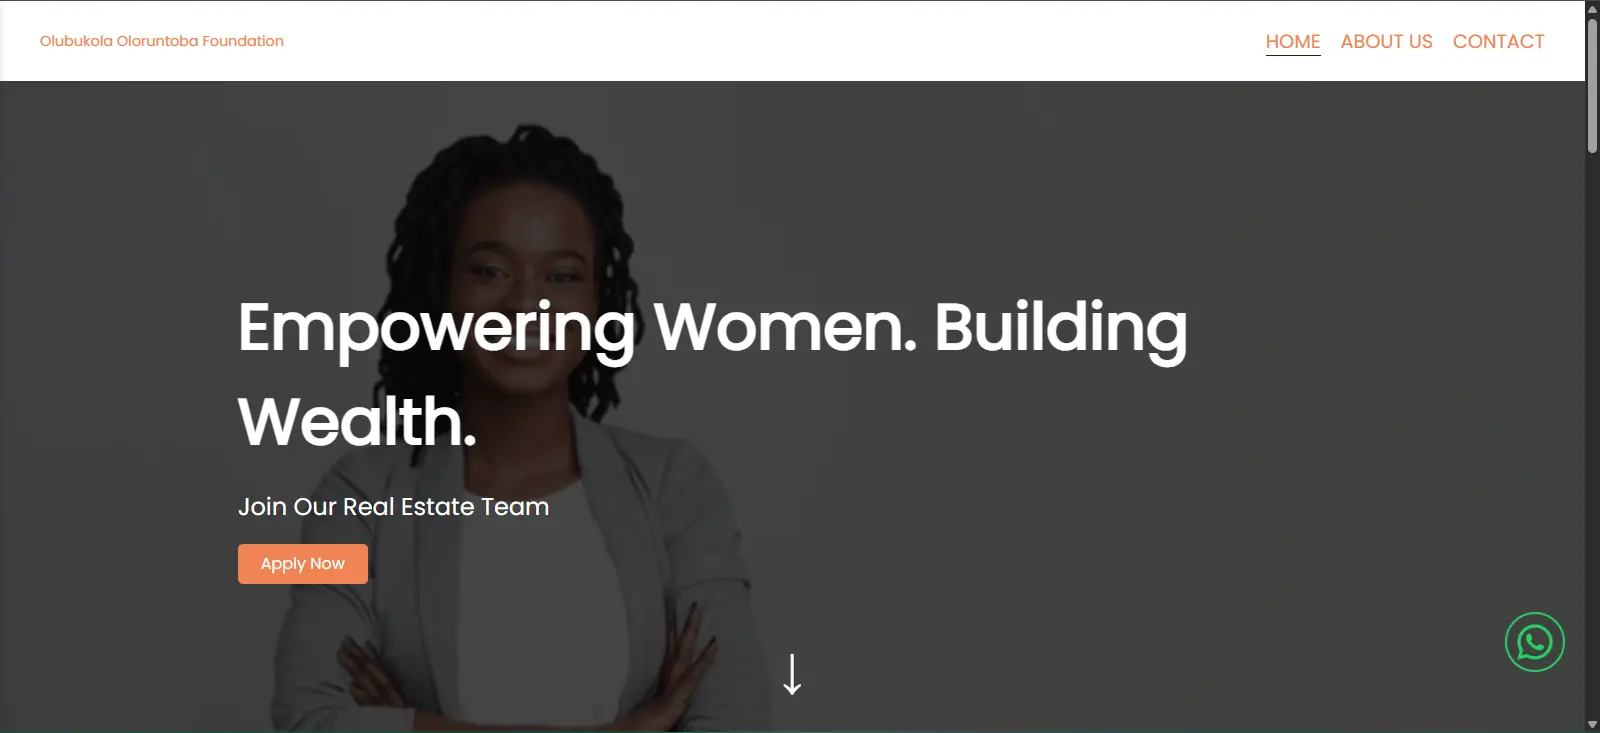 Olubukola Oloruntoba Foundation
HOME ABOUT US CONTACT
Empowering Women. Building
Wealth.
Join Our Real Estate Team
Apply Now